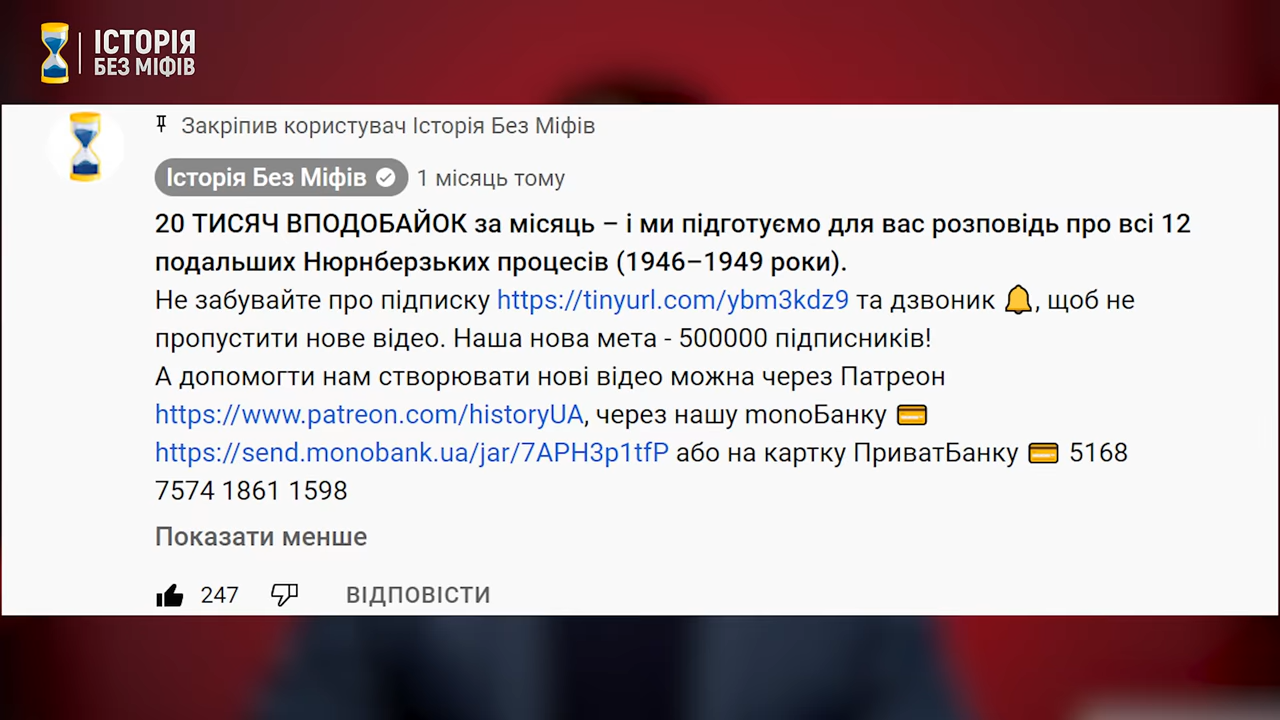 ІСТОРІЯ
БЕЗ МІФІВ
Закріпив користувач Історія Без Міфів
Історія Без Міфів 1 місяць тому
20 ТИСЯЧ ВПОДОБАЙОК за місяць – і ми підготуємо для вас розповідь про всі 12
подальших Нюрнберзьких процесів (1946–1949 роки).
Не забувайте про підписку https://tinyurl.com/ybm3kdz9 та дзвоник 🔔, щоб не
пропустити нове відео. Наша нова мета - 500000 підписників!
А допомогти нам створювати нові відео можна через Патреон
https://www.patreon.com/historyUA, через нашу monoБанку 💳
https://send.monobank.ua/jar/7APH3p1tfP або на картку ПриватБанку 💳 5168
7574 1861 1598
Показати менше
247 ВІДПОВІСТИ